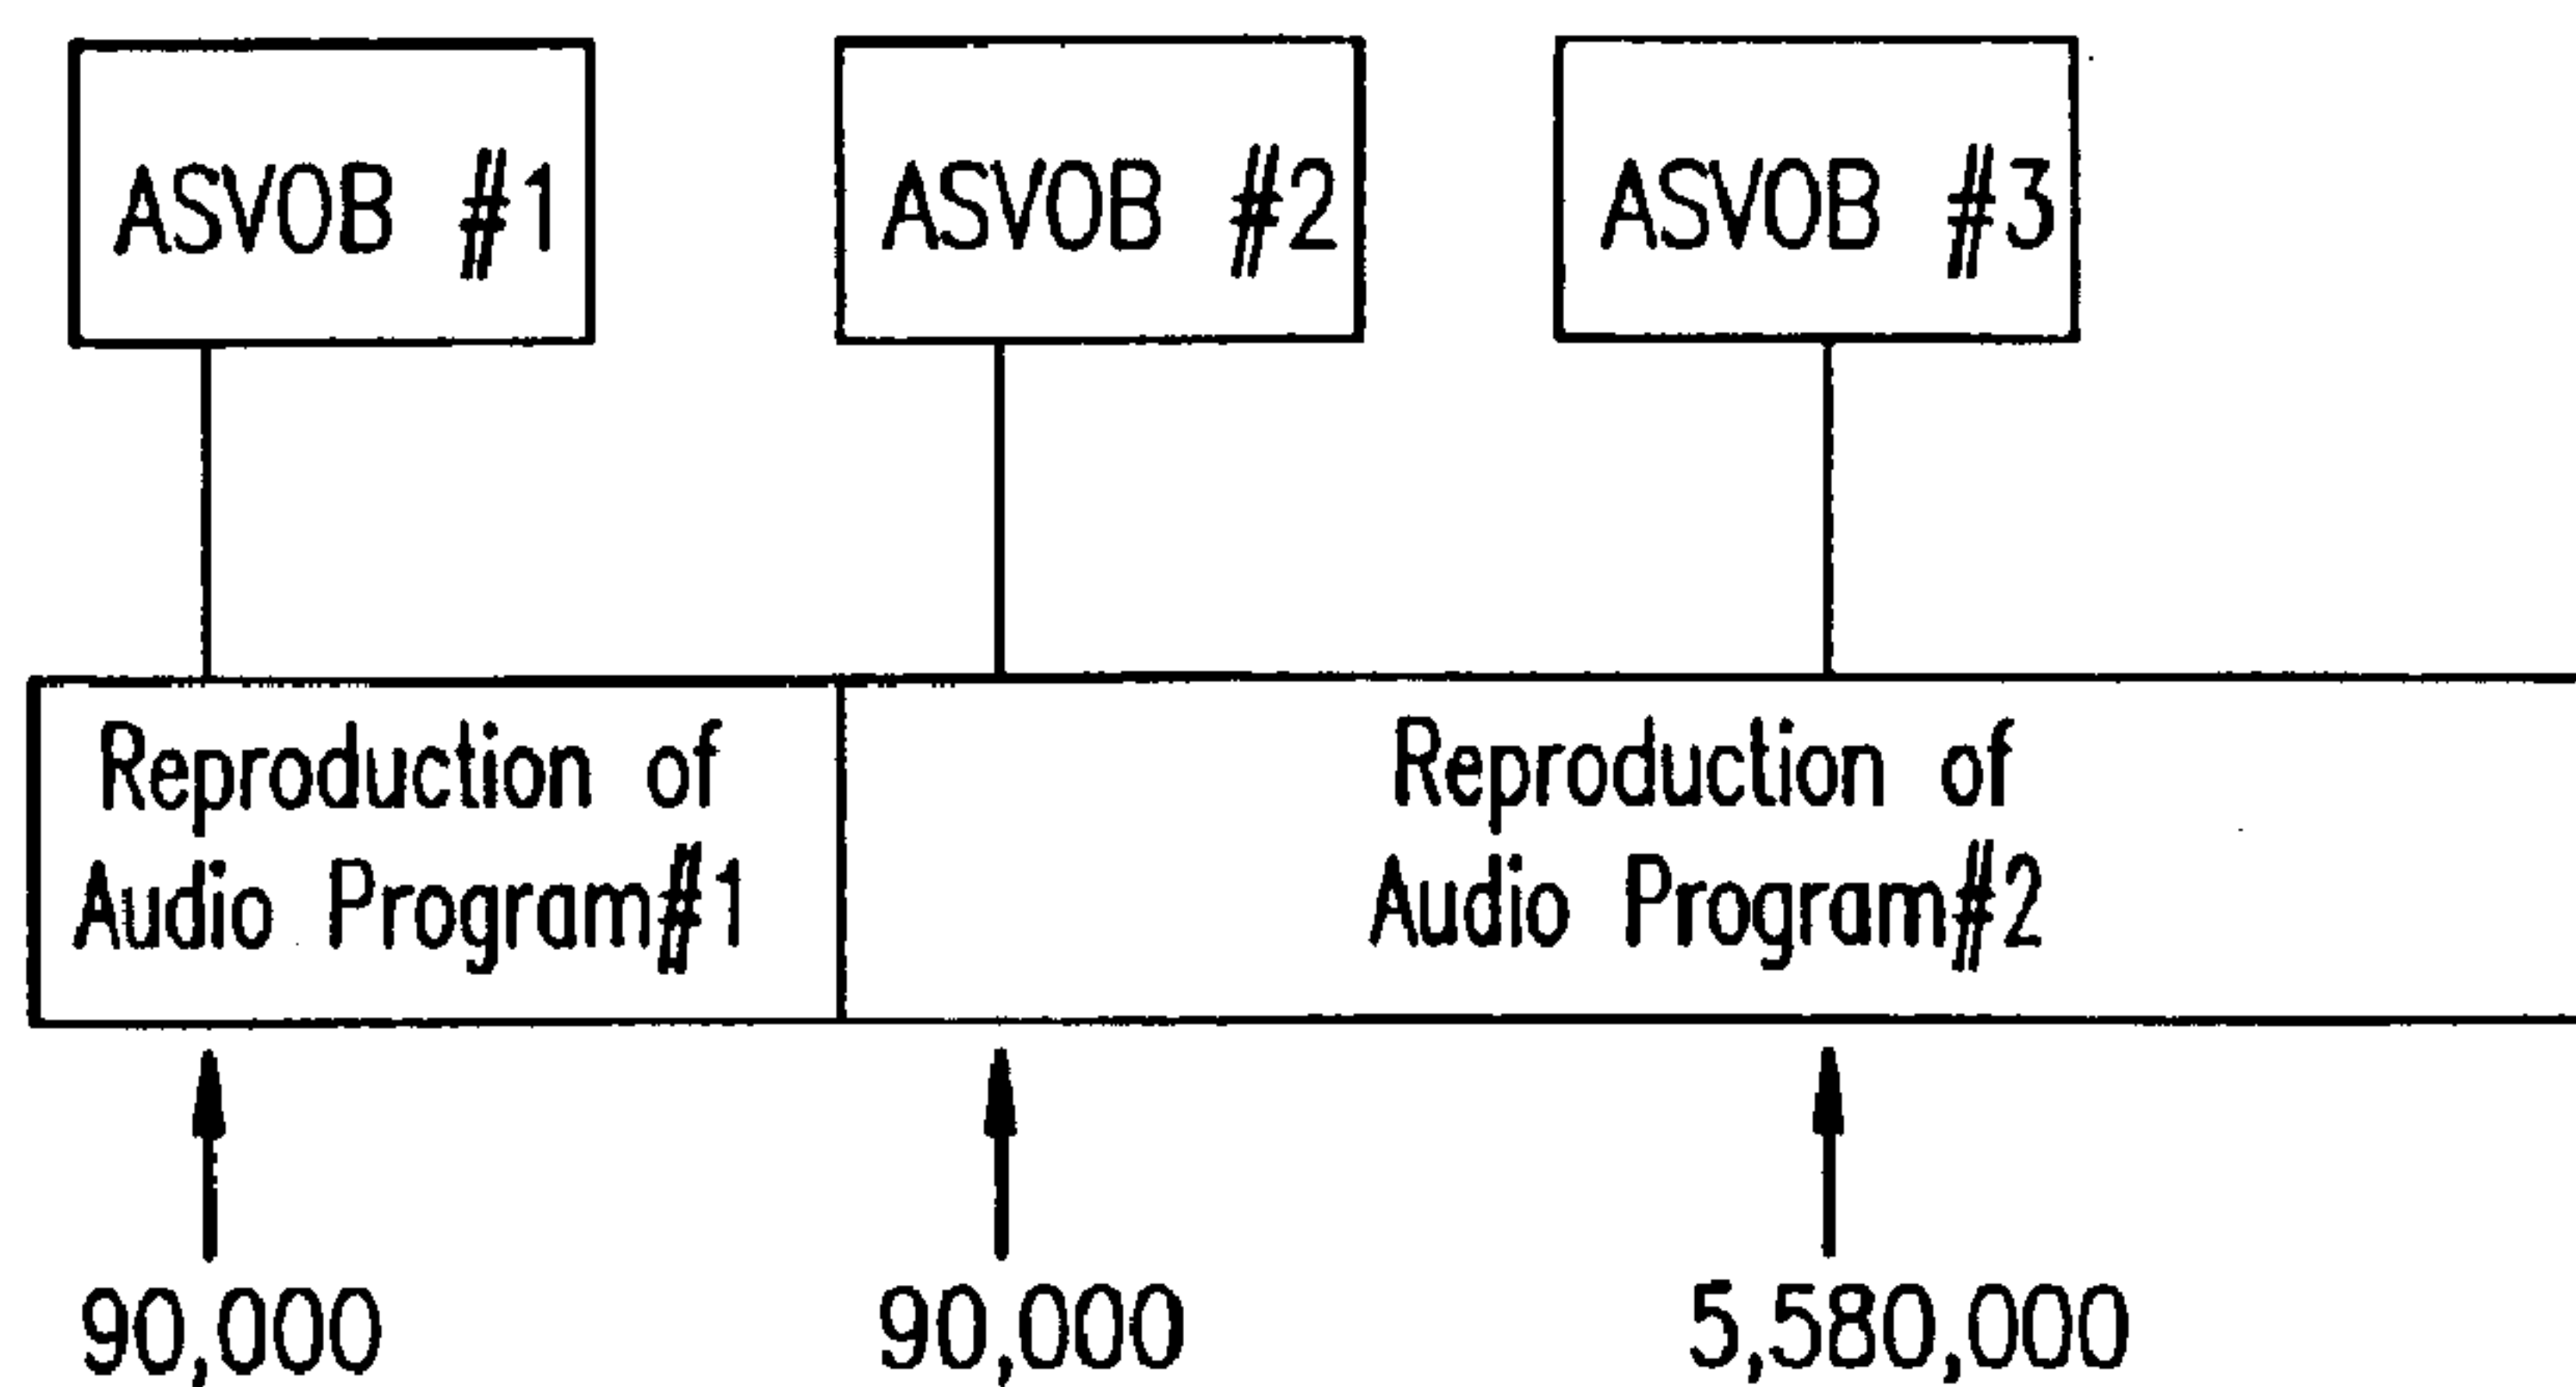 ASVOB #1
ASVOB #2
ASVOB #3
Reproduction of
Audio Program#1
Reproduction of
Audio Program#2
90,000
90,000
5,580,000